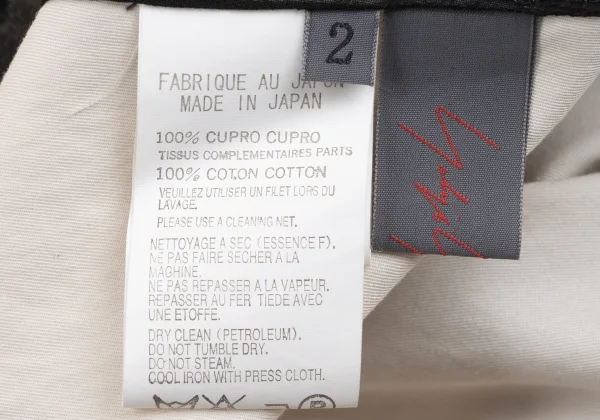 2
FABRIQUE AU JAPON
MADE IN JAPAN
100% CUPRO CUPRO
TISSUS COMPLEMENTAIRES PARTS
100% COTON COTTON
VEUILLEZ UTILISER UN FILET LORS DU
LAVAGE.
PLEASE USE A CLEANING NET.
NETTOYAGE A SEC (ESSENCE F).
NE PAS FAIRE SECHER A LA
MACHINE.
NE PAS REPASSER A LA VAPEUR.
REPASSER AU FER TIEDE AVEC
UNE ETOFFE.
DRY CLEAN (PETROLEUM).
DO NOT TUMBLE DRY.
DO NOT STEAM.
COOL IRON WITH PRESS CLOTH.